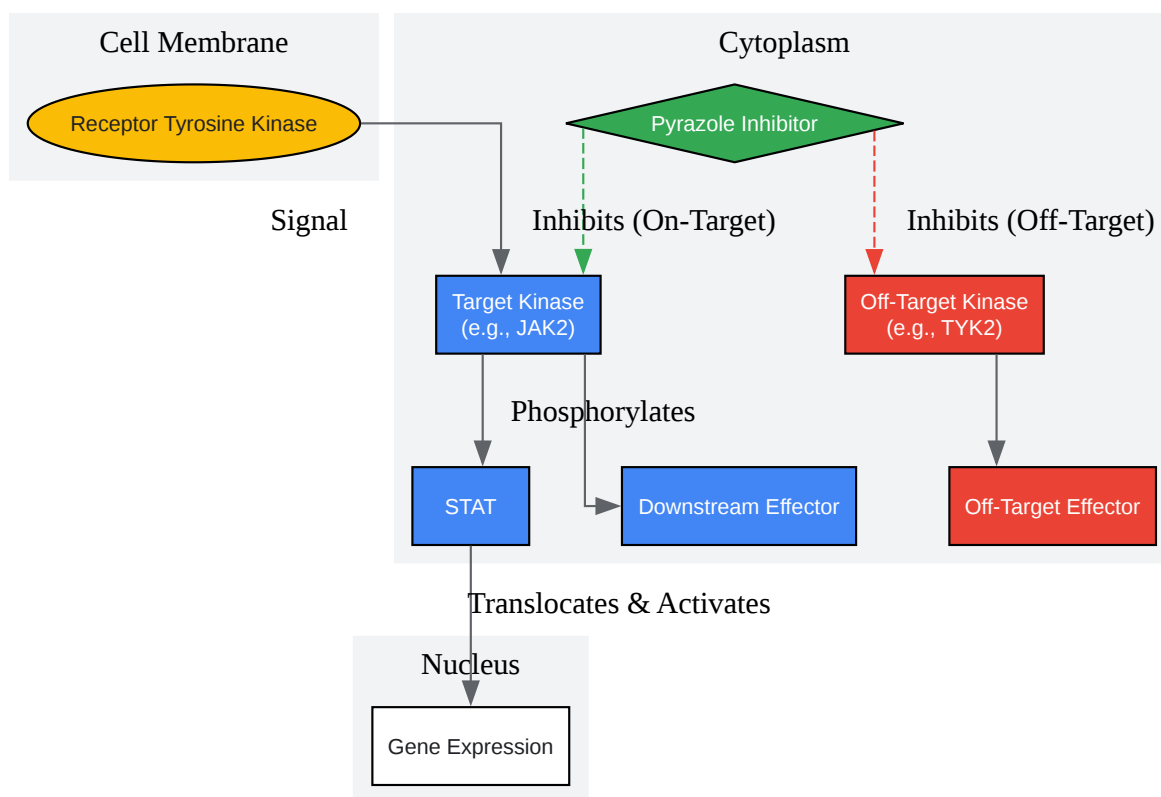 Cell Membrane
Cytoplasm
Receptor Tyrosine Kinase
Pyrazole Inhibitor
Signal
Inhibits (On-Target)
Inhibits (Off-Target)
Target Kinase
(e.g., JAK2)
Off-Target Kinase
(e.g., TYK2)
Phosphorylates
STAT
Downstream Effector
Off-Target Effector
Translocates & Activates
Nucleus
Gene Expression